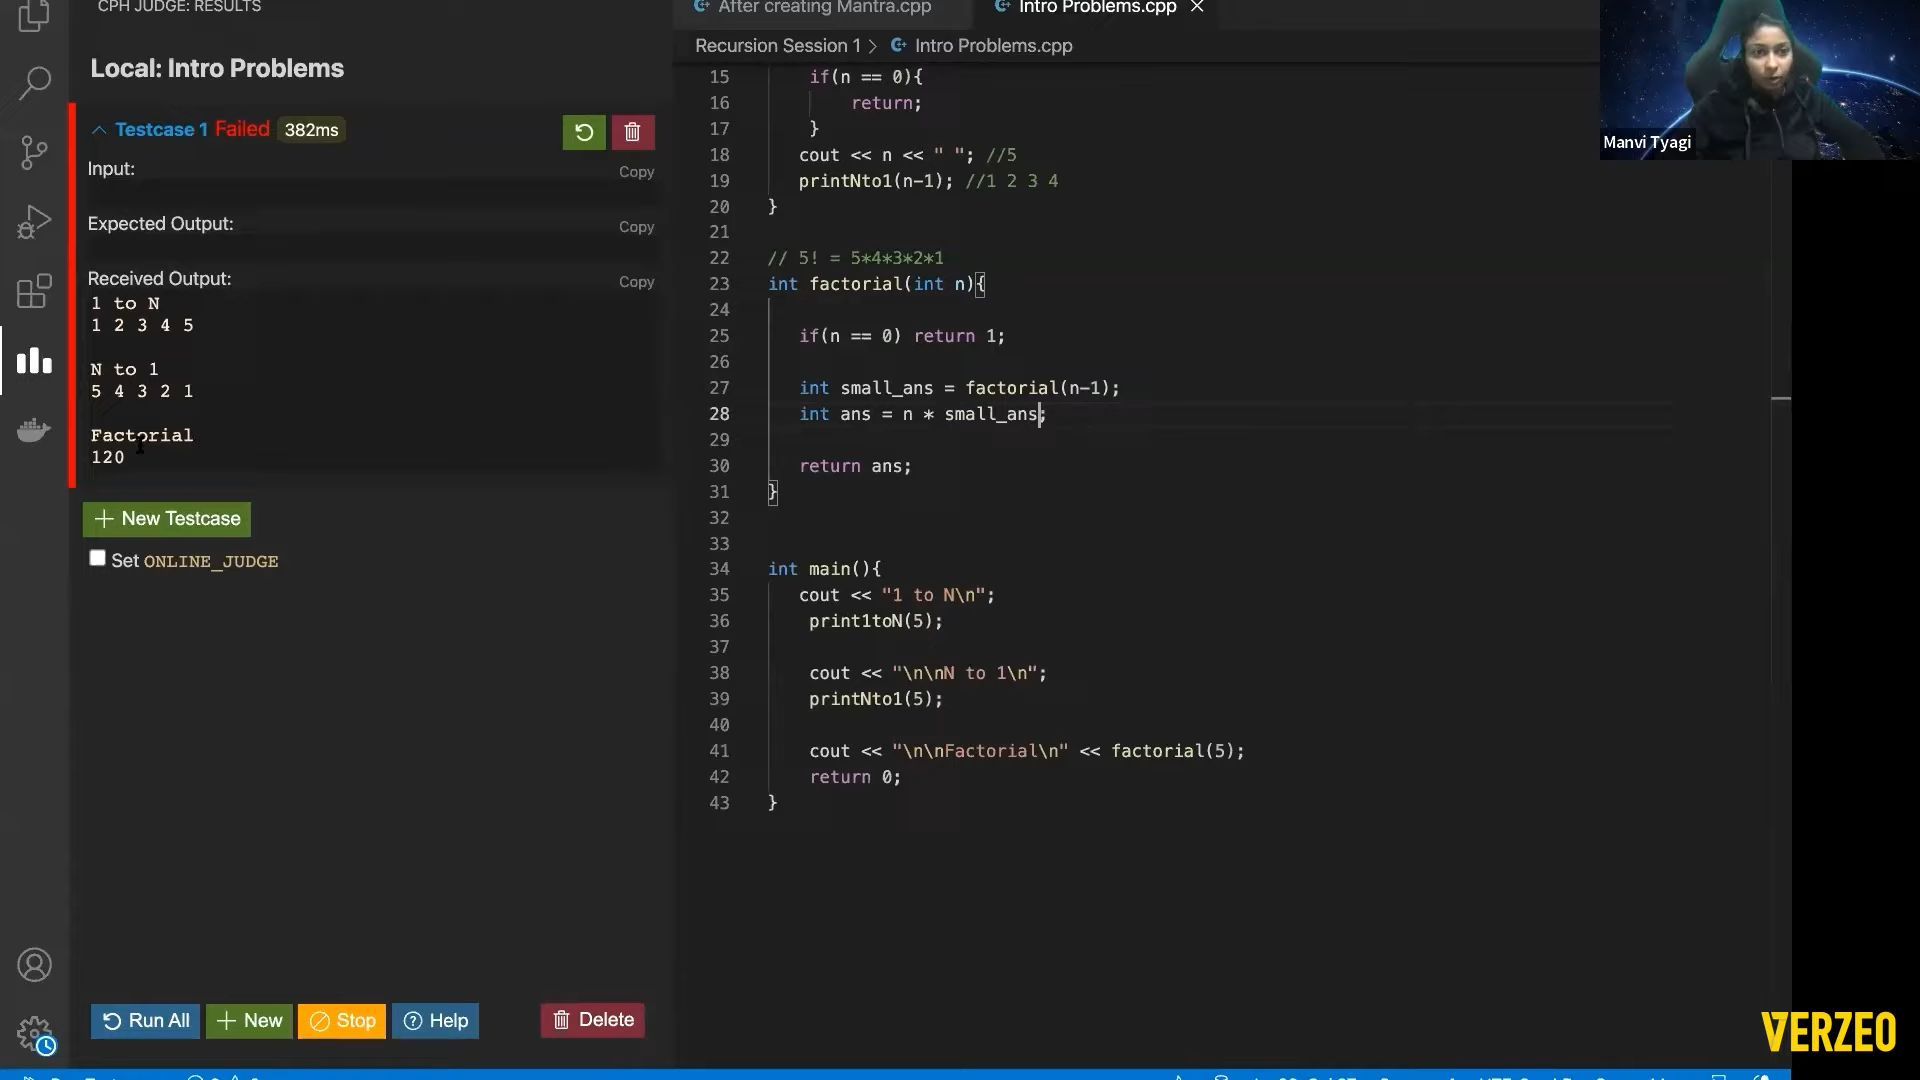 CPH JUDGE: RESULTS
Local: Intro Problems
Testcase 1 Failed 382ms
Input:
Copy
Expected Output:
Copy
Received Output:
Copy
1 to N
1 2 3 4 5
N to 1
5 4 3 2 1
Factorial
120
New Testcase
Set ONLINE_JUDGE
Run All
New
Stop
Help
Delete
After creating Mantra.cpp
Intro Problems.cpp
Recursion Session 1 > Intro Problems.cpp
15 if(n == 0){
16 return;
17 }
18 cout << n << " "; //5
19 printNto1(n-1); //1 2 3 4
20 }
21
22 // 5! = 5*4*3*2*1
23 int factorial(int n){
24
25 if(n == 0) return 1;
26
27 int small_ans = factorial(n-1);
28 int ans = n * small_ans;
29
30 return ans;
31 }
32
33
34 int main(){
35 cout << "1 to N\n";
36 print1toN(5);
37
38 cout << "\n\nN to 1\n";
39 printNto1(5);
40
41 cout << "\n\nFactorial\n" << factorial(5);
42 return 0;
43 }
Manvi Tyagi
VERZEO